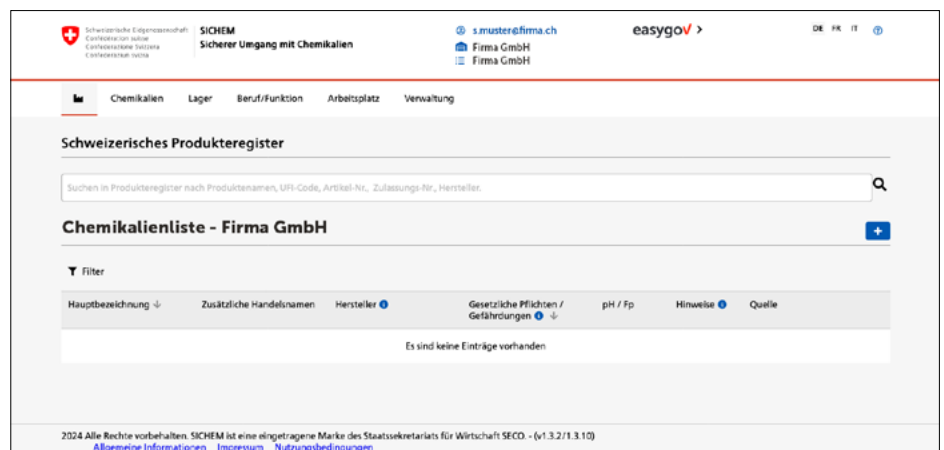 Schweizerische Eidgenossenschaft
Confédération suisse
Confederazione Svizzera
Confederaziun svizra
SICHEM
Sicherer Umgang mit Chemikalien
s.muster@firma.ch
Firma GmbH
Firma GmbH
easygov >
DE FR IT
Chemikalien Lager Beruf/Funktion Arbeitsplatz Verwaltung
Schweizerisches Produkteregister
Suchen in Produkteregister nach Produktenamen, UFI-Code, Artikel-Nr., Zulassungs-Nr., Hersteller.
Chemikalienliste - Firma GmbH
+
Filter
Hauptbezeichnung Zusätzliche Handelsnamen Hersteller Gesetzliche Pflichten / Gefährdungen pH / Fp Hinweise Quelle
Es sind keine Einträge vorhanden
2024 Alle Rechte vorbehalten. SICHEM ist eine eingetragene Marke des Staatssekretariats für Wirtschaft SECO. - (v1.3.2/1.3.10)
Allgemeine Informationen Impressum Nutzungsbedingungen